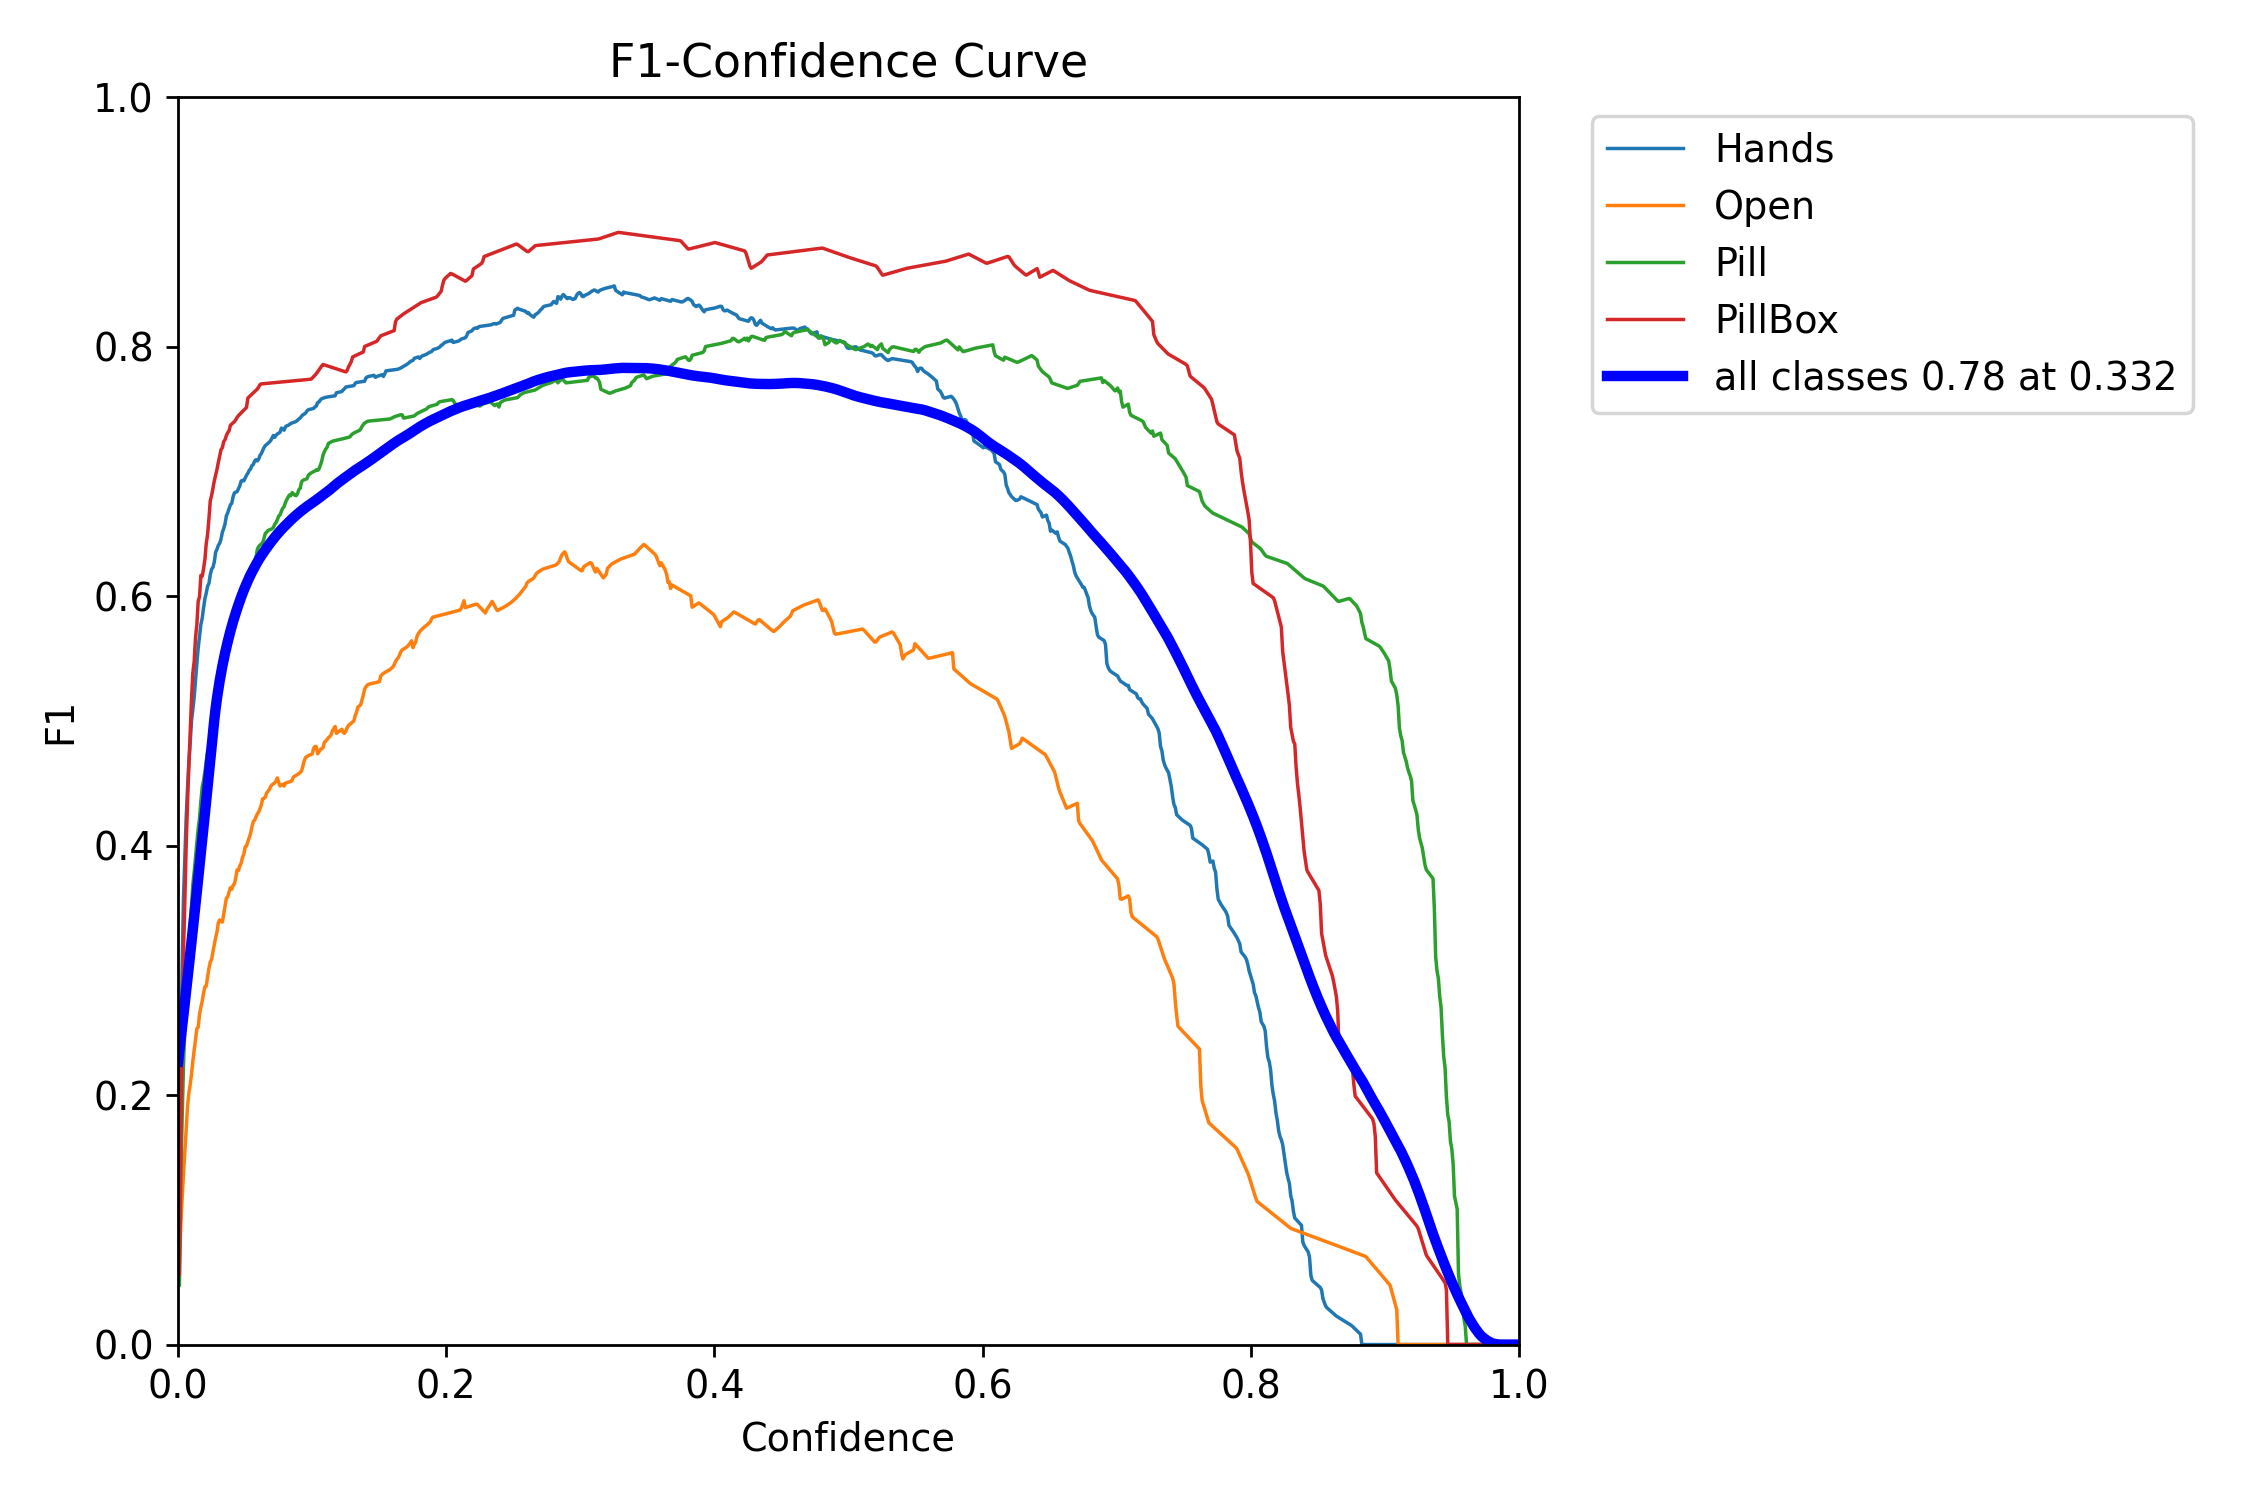 F1-Confidence Curve
1.0
0.8
0.6
0.4
0.2
0.0
F1
0.0 0.2 0.4 0.6 0.8 1.0
Confidence
Hands
Open
Pill
PillBox
all classes 0.78 at 0.332